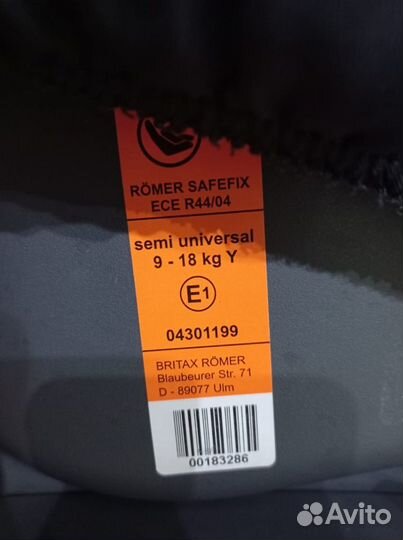 RÖMER SAFEFIX
ECE R44/04
semi universal
9 - 18 kg Y
E1
04301199
BRITAX RÖMER
Blaubeurer Str. 71
D - 89077 Ulm
00183286
Avito